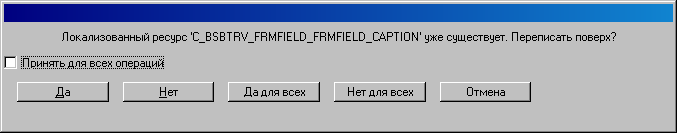 Локализованный ресурс 'C_BSBTRV_FRMFIELD_FRMFIELD_CAPTION' уже существует. Переписать поверх?
Принять для всех операций
Да Нет Да для всех Нет для всех Отмена